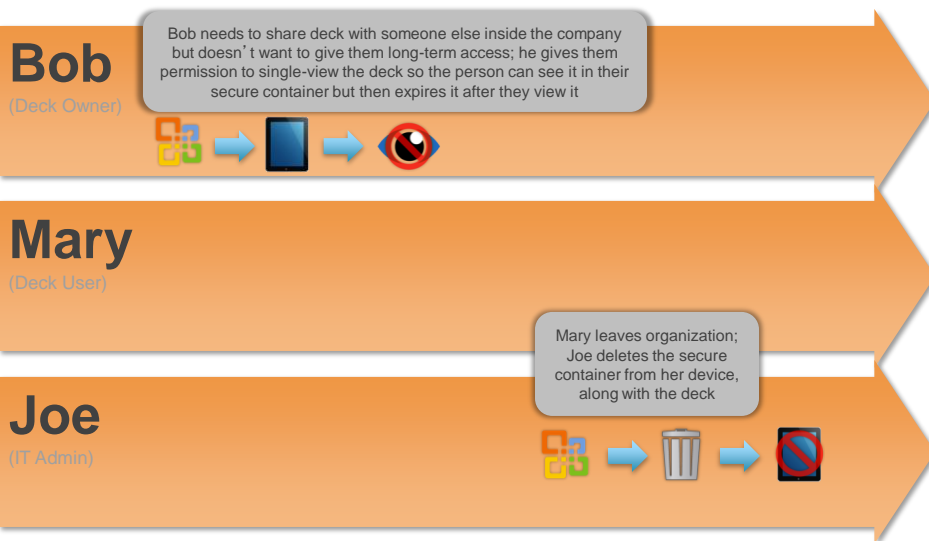 Bob needs to share deck with someone else inside the company
but doesn’t want to give them long-term access; he gives them
permission to single-view the deck so the person can see it in their
secure container but then expires it after they view it
Bob
(Deck Owner)
Mary
(Deck User)
Mary leaves organization;
Joe deletes the secure
container from her device,
along with the deck
Joe
(IT Admin)